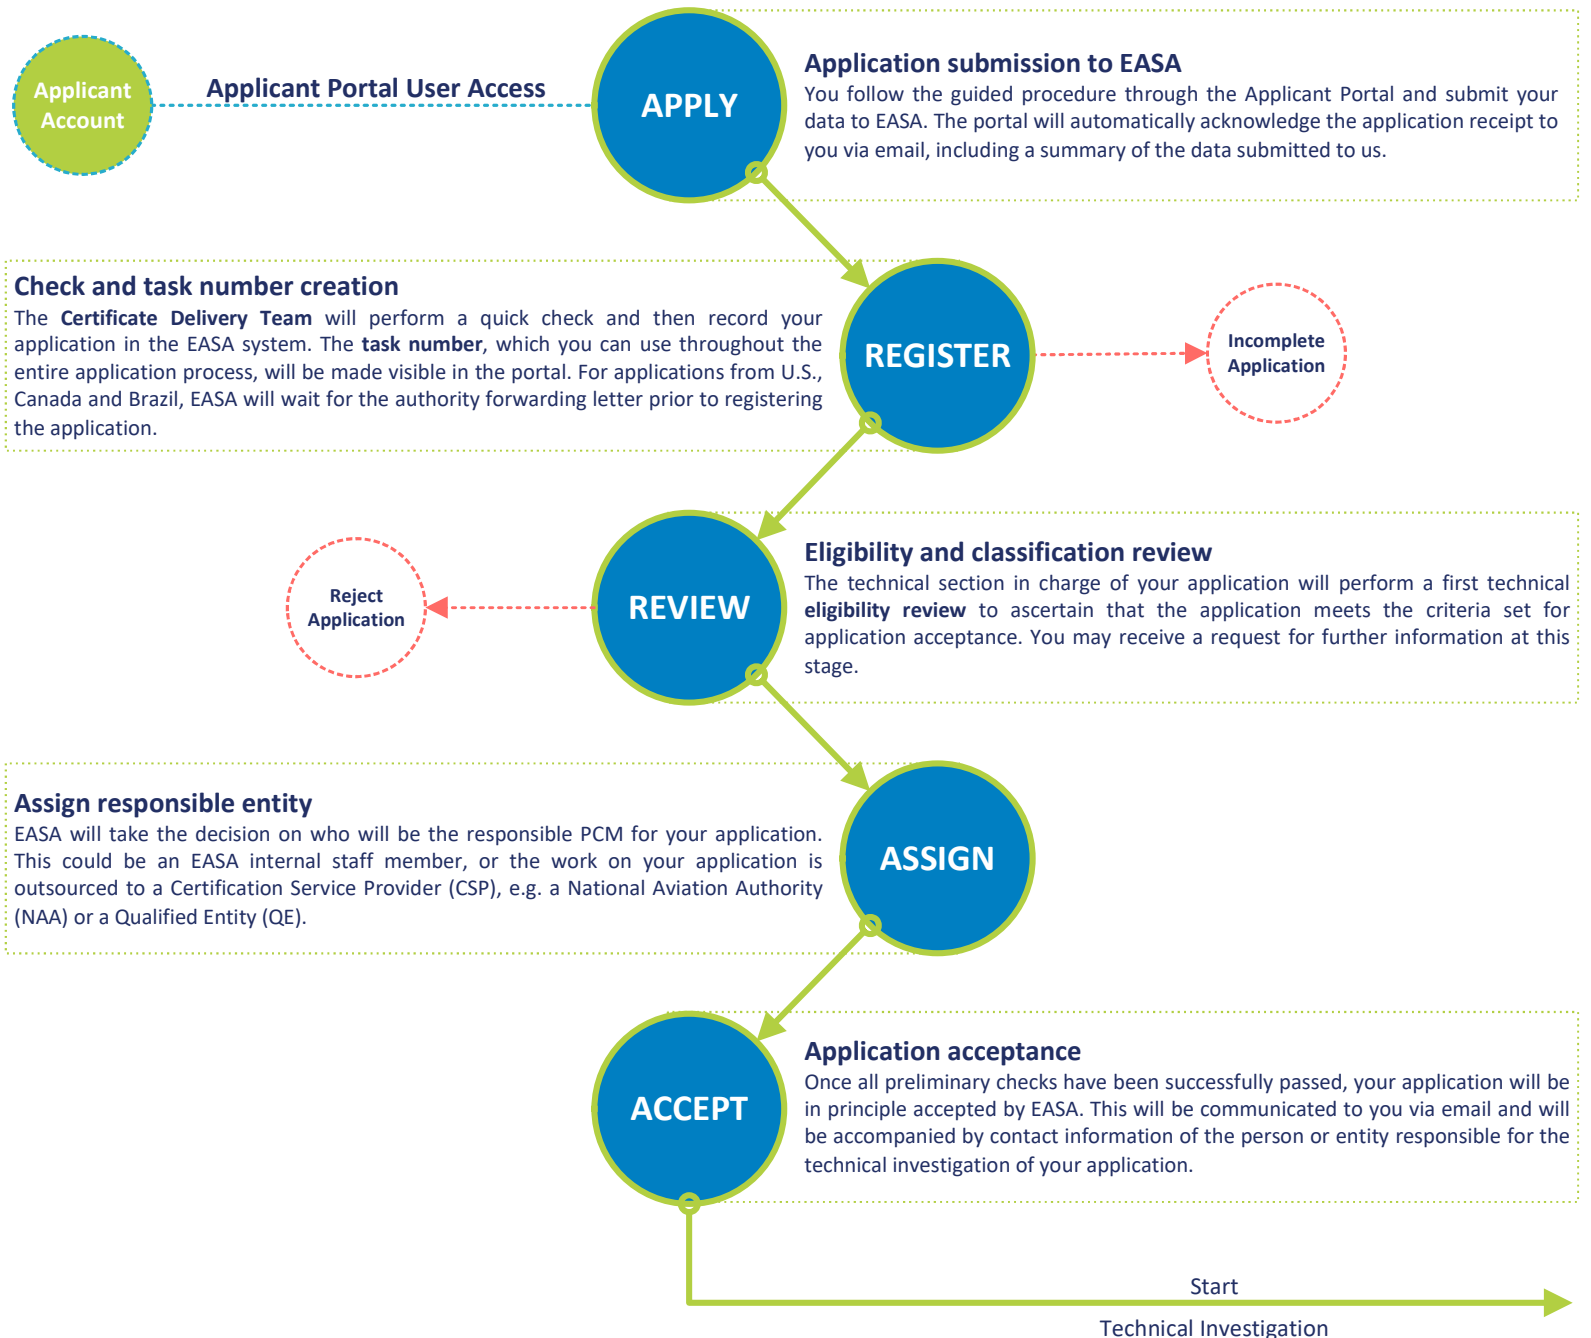 Applicant
Account
Applicant Portal User Access
APPLY
Application submission to EASA
You follow the guided procedure through the Applicant Portal and submit your
data to EASA. The portal will automatically acknowledge the application receipt to
you via email, including a summary of the data submitted to us.
Check and task number creation
The Certificate Delivery Team will perform a quick check and then record your
application in the EASA system. The task number, which you can use throughout the
entire application process, will be made visible in the portal. For applications from U.S.,
Canada and Brazil, EASA will wait for the authority forwarding letter prior to registering
the application.
REGISTER
Incomplete
Application
Reject
Application
REVIEW
Eligibility and classification review
The technical section in charge of your application will perform a first technical
eligibility review to ascertain that the application meets the criteria set for
application acceptance. You may receive a request for further information at this
stage.
Assign responsible entity
EASA will take the decision on who will be the responsible PCM for your application.
This could be an EASA internal staff member, or the work on your application is
outsourced to a Certification Service Provider (CSP), e.g. a National Aviation Authority
(NAA) or a Qualified Entity (QE).
ASSIGN
ACCEPT
Application acceptance
Once all preliminary checks have been successfully passed, your application will be
in principle accepted by EASA. This will be communicated to you via email and will
be accompanied by contact information of the person or entity responsible for the
technical investigation of your application.
Start
Technical Investigation